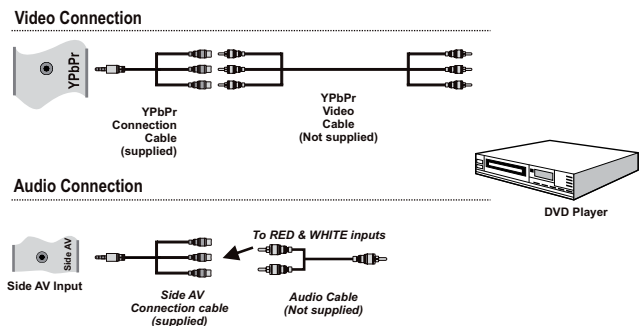 Video Connection
YPbPr
YPbPr
Connection
Cable
(supplied)
YPbPr
Video
Cable
(Not supplied)
DVD Player
Audio Connection
Side AV
Side AV Input
Side AV
Connection cable
(supplied)
To RED & WHITE inputs
Audio Cable
(Not supplied)